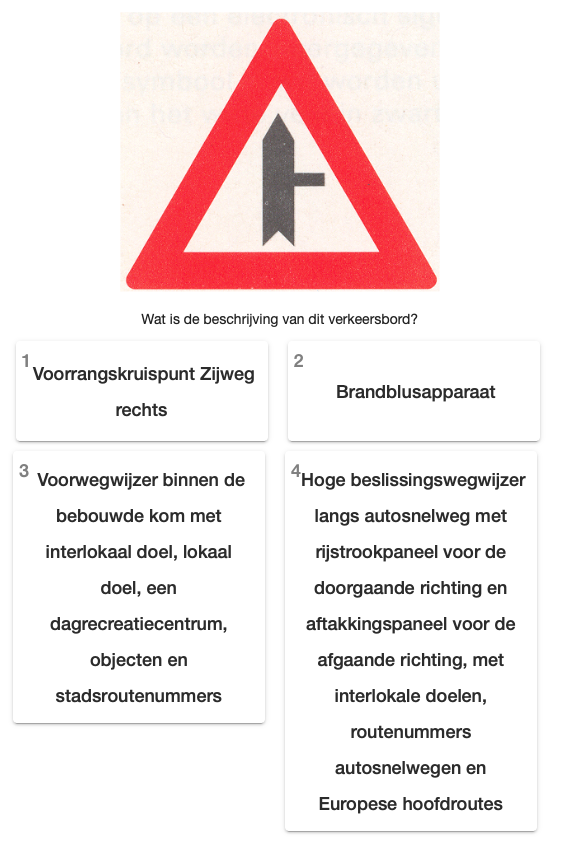 Wat is de beschrijving van dit verkeersbord?
1
Voorrangskruispunt Zijweg
rechts
2
Brandblusapparaat
3
Voorwegwijzer binnen de
bebouwde kom met
interlokaal doel, lokaal
doel, een
dagrecreatiecentrum,
objecten en
stadsroutenummers
4
Hoge beslissingswegwijzer
langs autosnelweg met
rijstrookpaneel voor de
doorgaande richting en
aftakkingspaneel voor de
afgaande richting, met
interlokale doelen,
routenummers
autosnelwegen en
Europese hoofdroutes